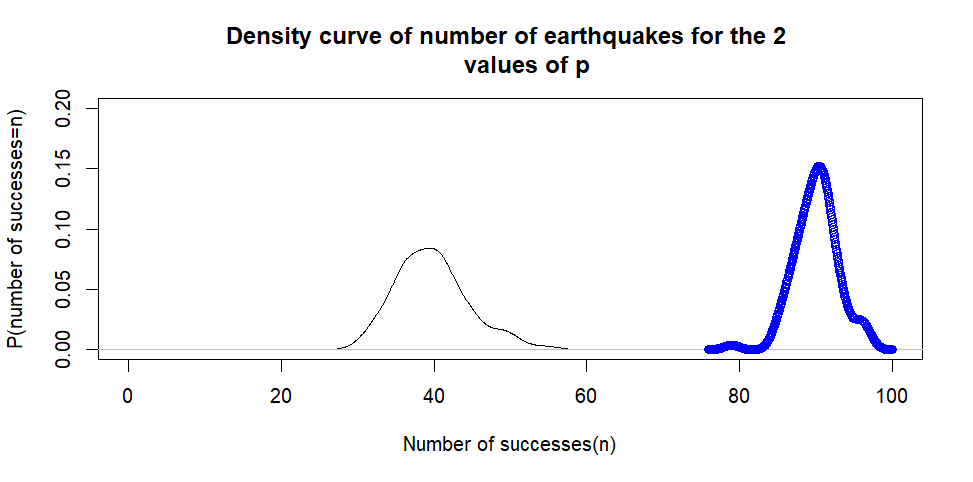 Density curve of number of earthquakes for the 2
values of p
P(number of successes=n)
0.20
0.15
0.10
0.05
0.00
0 20 40 60 80 100
Number of successes(n)